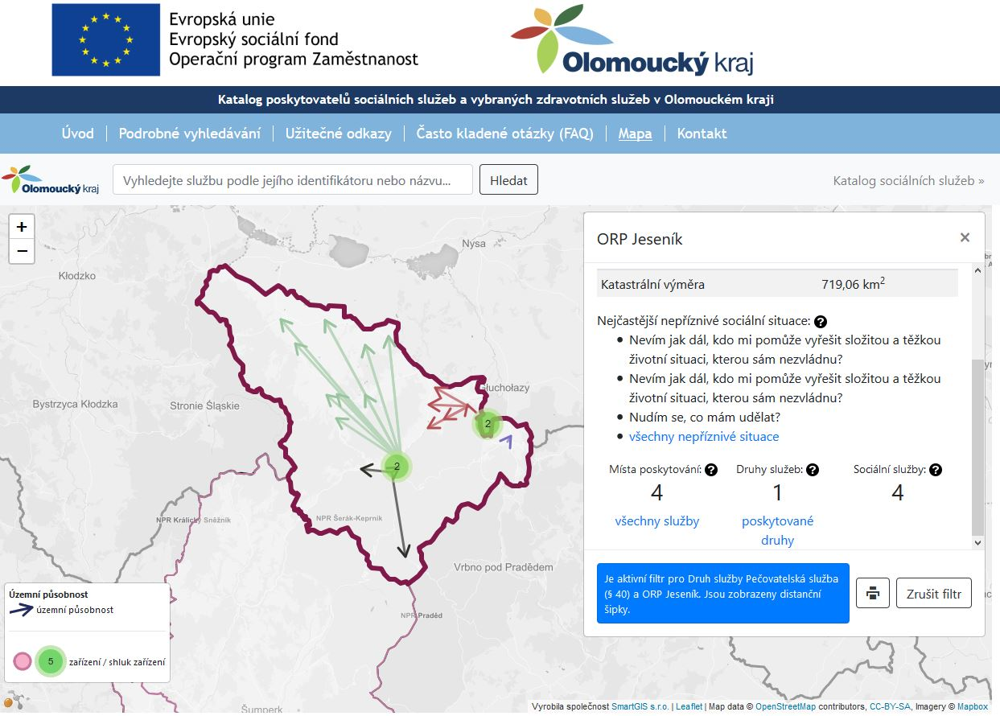 Evropská unie
Evropský sociální fond
Operační program Zaměstnanost
Olomoucký kraj
Katalog poskytovatelů sociálních služeb a vybraných zdravotních služeb v Olomouckém kraji
Úvod
Podrobné vyhledávání
Užitečné odkazy
Často kladené otázky (FAQ)
Mapa
Kontakt
Olomoucký kraj
Vyhledejte službu podle jejího identifikátoru nebo názvu...
Hledat
Katalog sociálních služeb »
+
−
Nysa
Kłodzko
Bystrzyca Kłodzka
Stronie Śląskie
Głuchołazy
2
2
NPR Králický Sněžník
NPR Šerák-Keprník
Vrbno pod Pradědem
NPR Praděd
Šumperk
ORP Jeseník
×
Katastrální výměra 719,06 km²
Nejčastější nepříznivé sociální situace: ?
• Nevím jak dál, kdo mi pomůže vyřešit složitou a těžkou
životní situaci, kterou sám nezvládnu?
• Nevím jak dál, kdo mi pomůže vyřešit složitou a těžkou
životní situaci, kterou sám nezvládnu?
• Nudím se, co mám udělat?
• všechny nepříznivé situace
Místa poskytování: ?
4
všechny služby
Druhy služeb: ?
1
poskytované
druhy
Sociální služby: ?
4
Je aktivní filtr pro Druh služby Pečovatelská služba
(§ 40) a ORP Jeseník. Jsou zobrazeny distanční
šipky.
Zrušit filtr
Územní působnost
územní působnost
5
zařízení / shluk zařízení
Vyrobila společnost SmartGIS s.r.o. | Leaflet | Map data © OpenStreetMap contributors, CC-BY-SA, Imagery © Mapbox